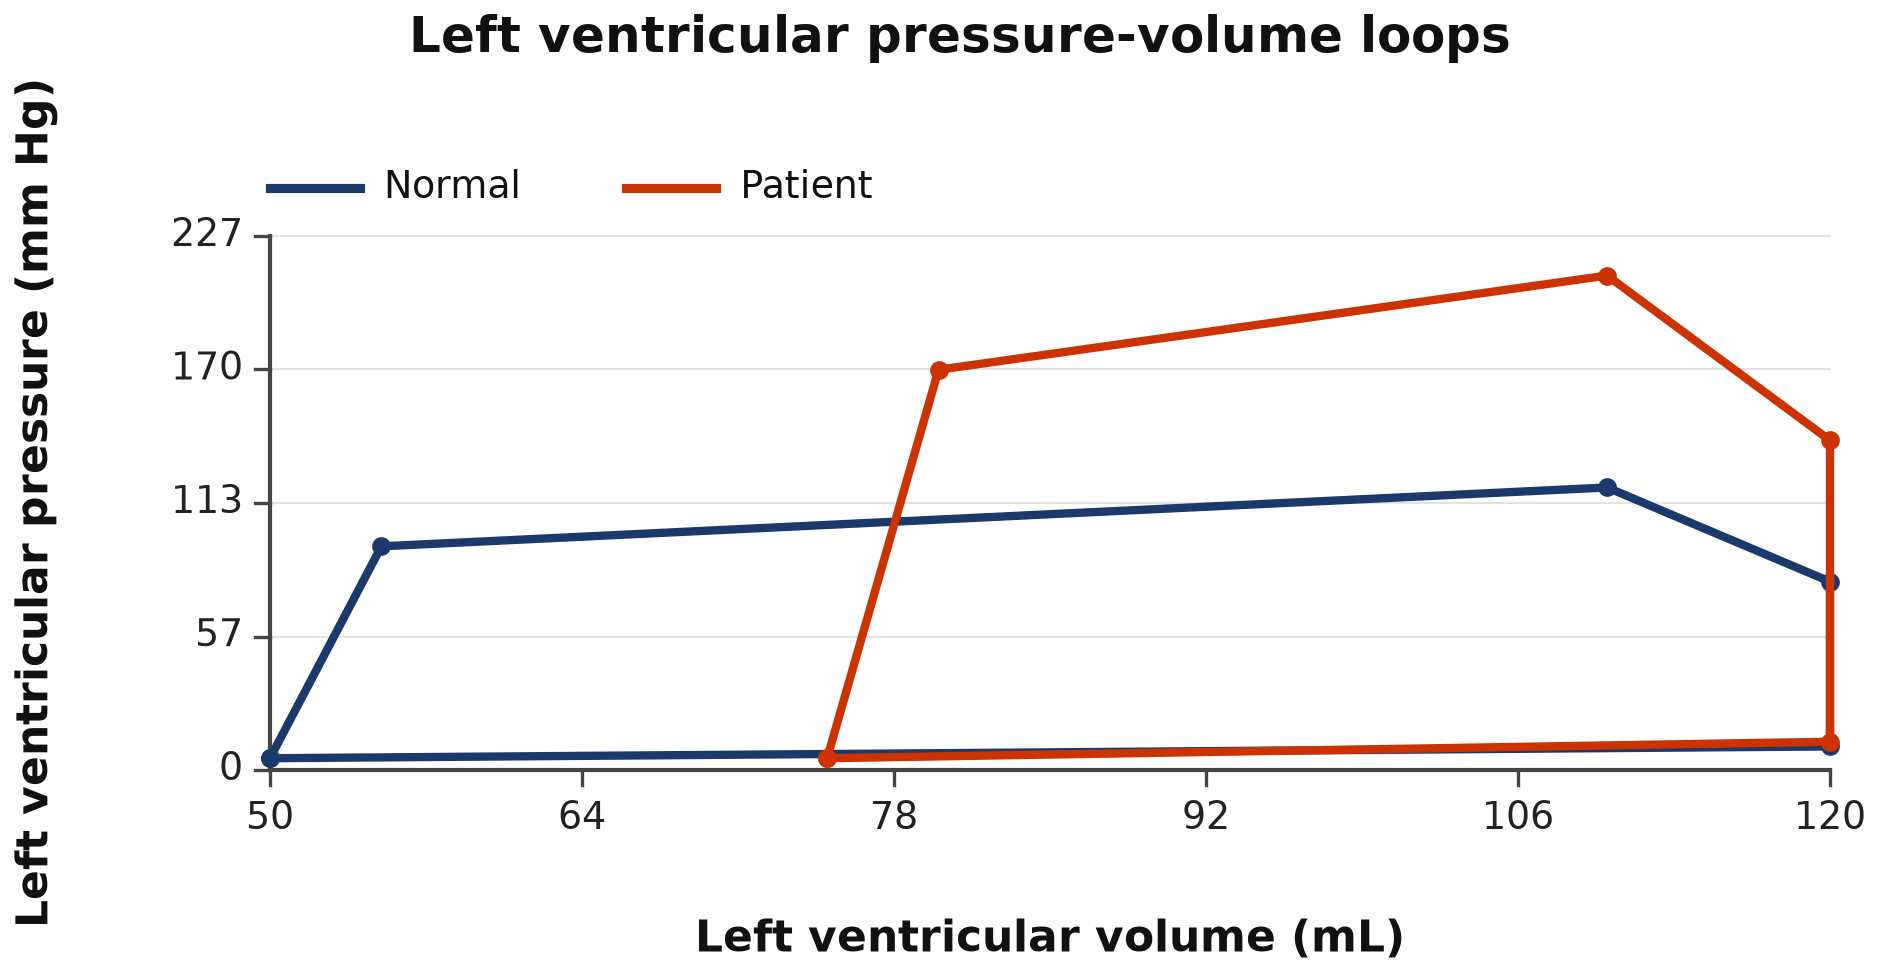 Left ventricular pressure-volume loops
Normal
Patient
Left ventricular pressure (mm Hg)
227
170
113
57
0
50
64
78
92
106
120
Left ventricular volume (mL)